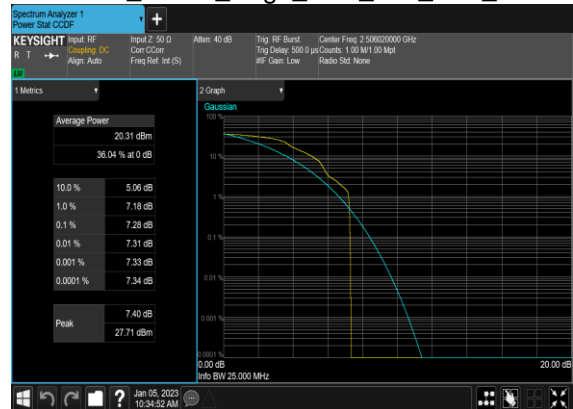 Spectrum Analyzer 1
Power Stat CCDF
+
KEYSIGHT
R T
LW
Input: RF
Coupling: DC
Align: Auto
Input Z: 50 Ω
Corr CCorr
Freq Ref: Int (S)
Atten: 40 dB
Trig: RF Burst
Trig Delay: 500.0 µs
#IF Gain: Low
Center Freq: 2.506020000 GHz
Counts: 1.00 M/1.00 Mpt
Radio Std: None
1 Metrics
Average Power
20.31 dBm
36.04 % at 0 dB
10.0 % 5.06 dB
1.0 % 7.18 dB
0.1 % 7.28 dB
0.01 % 7.31 dB
0.001 % 7.33 dB
0.0001 % 7.34 dB
Peak 7.40 dB
27.71 dBm
2 Graph
Gaussian
100 %
10 %
1 %
0.1 %
0.01 %
0.001 %
0.0001 %
0.00 dB 20.00 dB
Info BW 25.000 MHz
?
Jan 05, 2023
10:34:52 AM